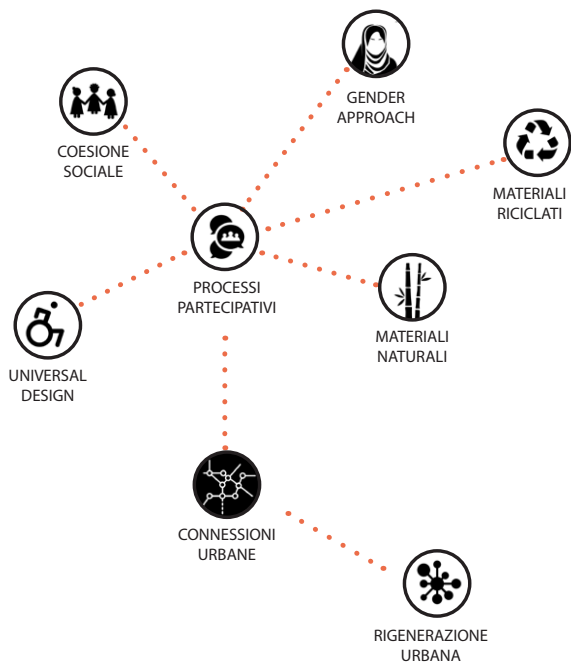 GENDER
APPROACH
COESIONE
SOCIALE
MATERIALI
RICICLATI
PROCESSI
PARTECIPATIVI
MATERIALI
NATURALI
UNIVERSAL
DESIGN
CONNESSIONI
URBANE
RIGENERAZIONE
URBANA